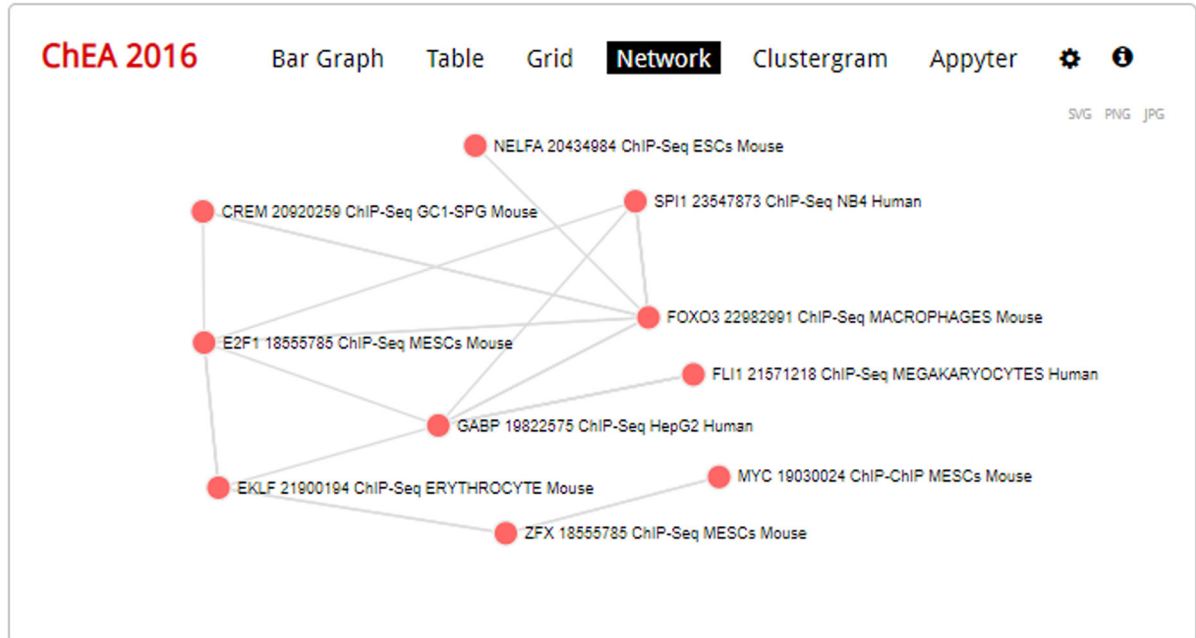 ChEA 2016 Bar Graph Table Grid Network Clustergram Appyter
SVG PNG JPG
NELFA 20434984 ChIP-Seq ESCs Mouse
SPI1 23547873 ChIP-Seq NB4 Human
CREM 20920259 ChIP-Seq GC1-SPG Mouse
FOXO3 22982991 ChIP-Seq MACROPHAGES Mouse
E2F1 18555785 ChIP-Seq MESCs Mouse
FLI1 21571218 ChIP-Seq MEGAKARYOCYTES Human
GABP 19822575 ChIP-Seq HepG2 Human
MYC 19030024 ChIP-ChIP MESCs Mouse
EKLF 21900194 ChIP-Seq ERYTHROCYTE Mouse
ZFX 18555785 ChIP-Seq MESCs Mouse